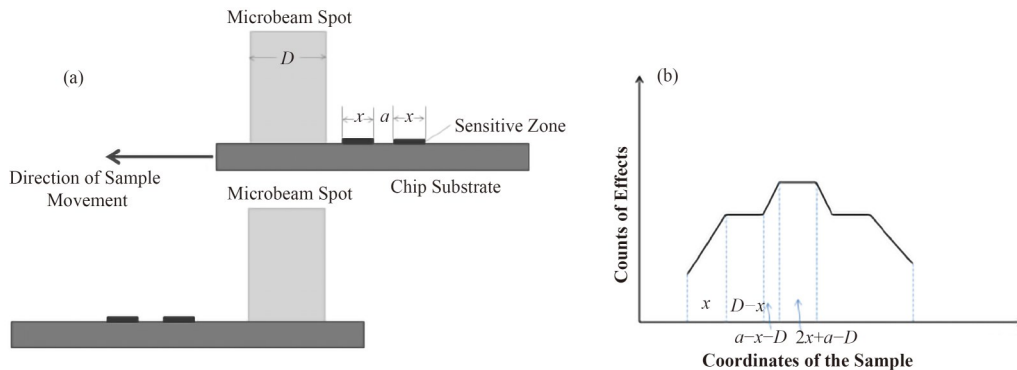 Microbeam Spot
D
(a)
x a x
Sensitive Zone
Direction of Sample
Movement
Chip Substrate
Microbeam Spot
(b)
Counts of Effects
x
D−x
a−x−D
2x+a−D
Coordinates of the Sample